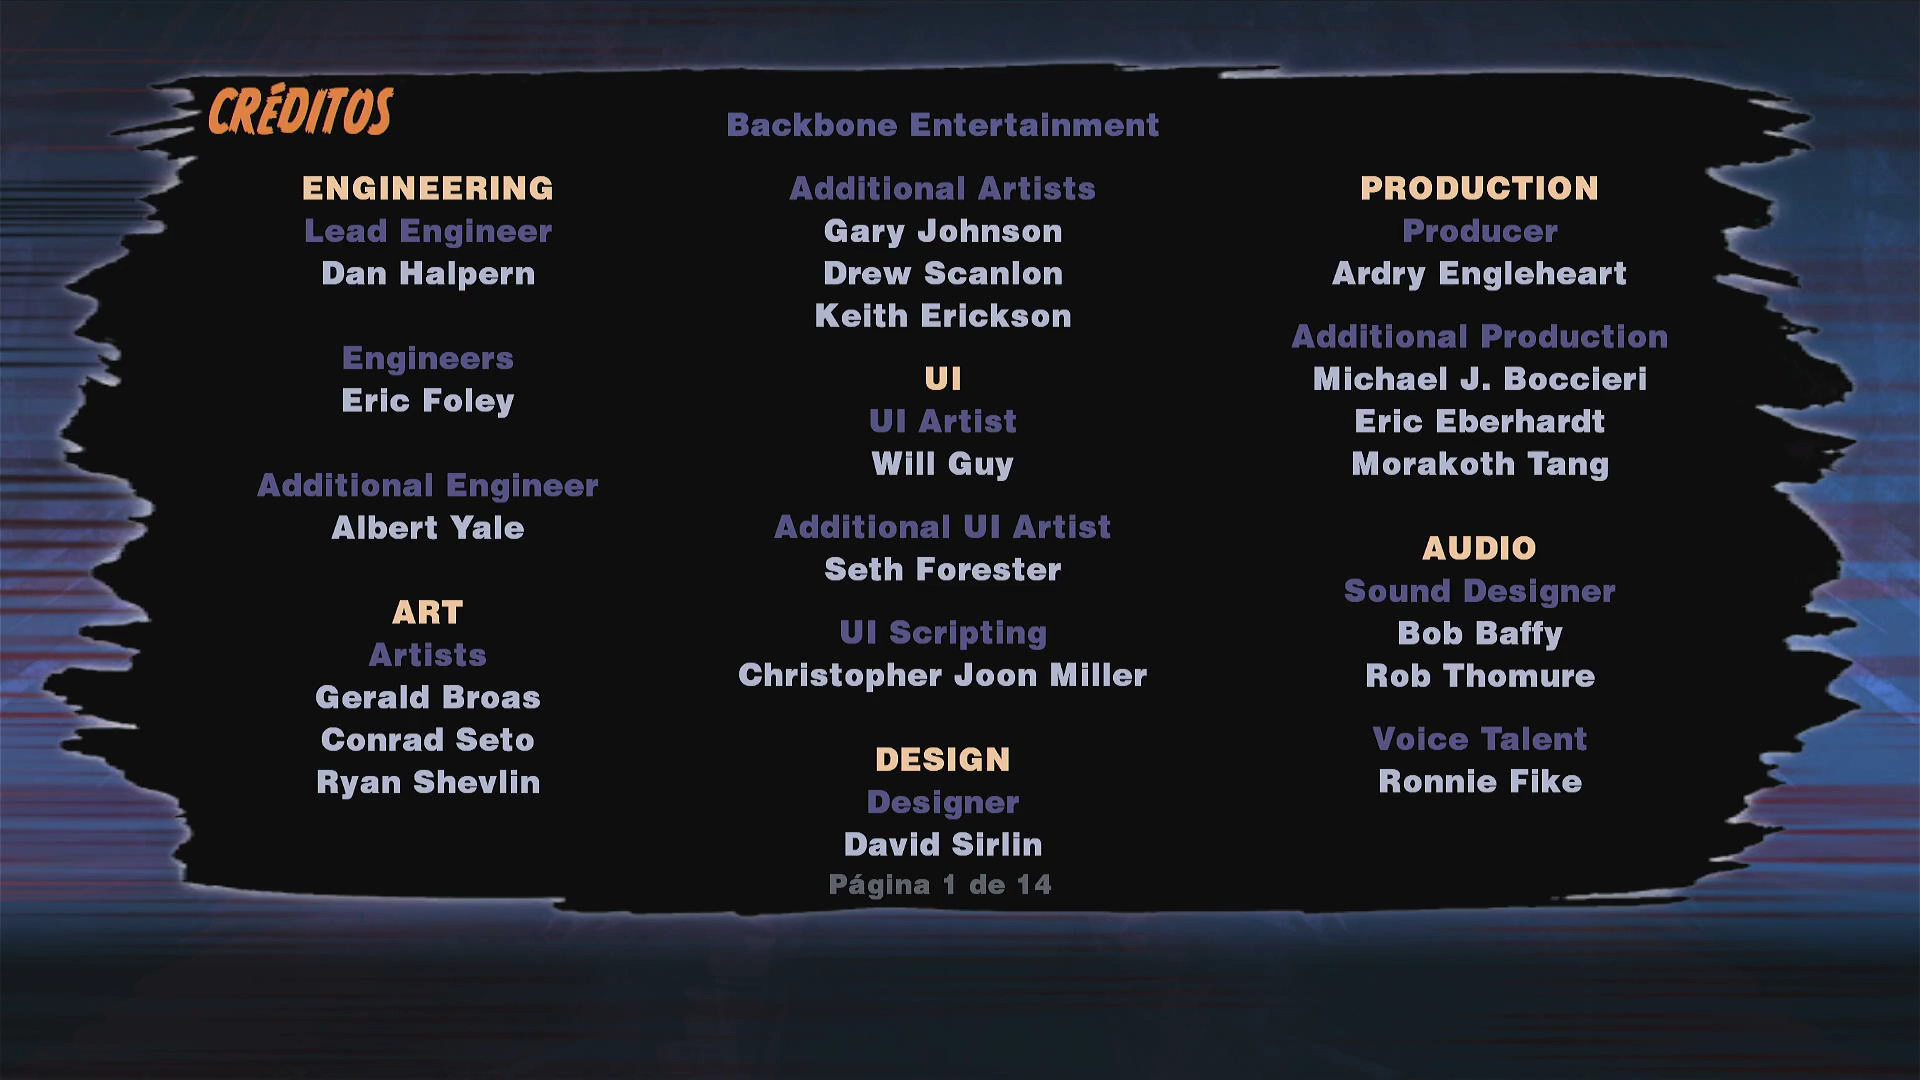 CRÉDITOS
Backbone Entertainment
ENGINEERING
Lead Engineer
Dan Halpern
Engineers
Eric Foley
Additional Engineer
Albert Yale
ART
Artists
Gerald Broas
Conrad Seto
Ryan Shevlin
Additional Artists
Gary Johnson
Drew Scanlon
Keith Erickson
UI
UI Artist
Will Guy
Additional UI Artist
Seth Forester
UI Scripting
Christopher Joon Miller
DESIGN
Designer
David Sirlin
PRODUCTION
Producer
Ardry Engleheart
Additional Production
Michael J. Boccieri
Eric Eberhardt
Morakoth Tang
AUDIO
Sound Designer
Bob Baffy
Rob Thomure
Voice Talent
Ronnie Fike
Página 1 de 14